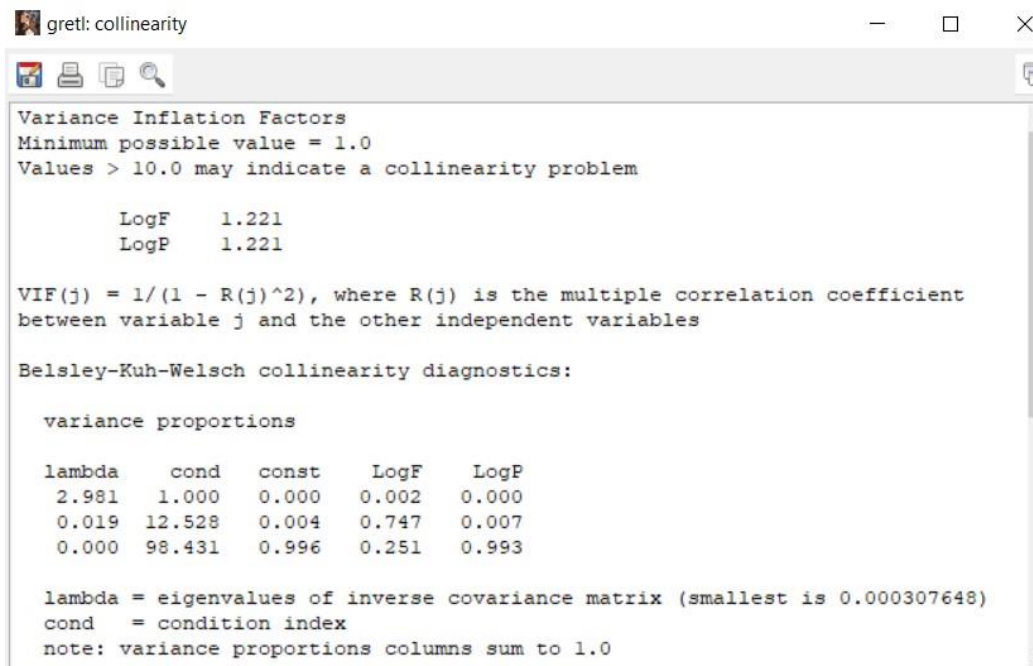 gretl: collinearity
Variance Inflation Factors
Minimum possible value = 1.0
Values > 10.0 may indicate a collinearity problem
LogF 1.221
LogP 1.221
VIF(j) = 1/(1 - R(j)^2), where R(j) is the multiple correlation coefficient
between variable j and the other independent variables
Belsley-Kuh-Welsch collinearity diagnostics:
variance proportions
lambda cond const LogF LogP
2.981 1.000 0.000 0.002 0.000
0.019 12.528 0.004 0.747 0.007
0.000 98.431 0.996 0.251 0.993
lambda = eigenvalues of inverse covariance matrix (smallest is 0.000307648)
cond = condition index
note: variance proportions columns sum to 1.0